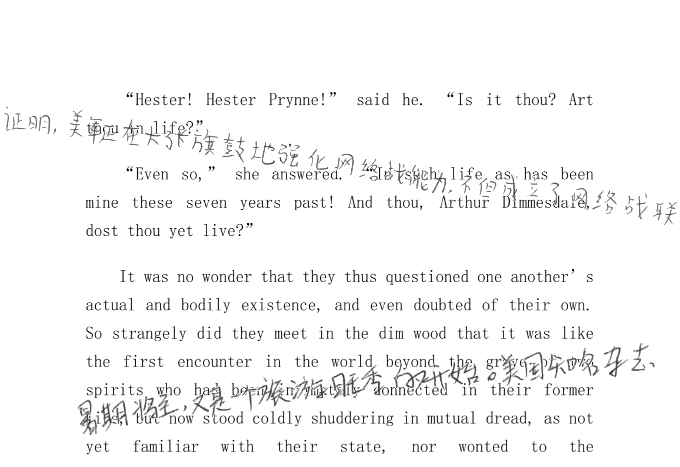 “Hester! Hester Prynne!” said he. “Is it thou? Art
证明，美军正在大张旗鼓地强化网络战能力，不但成立了网络战联
thou in life?”
“Even so,” she answered. “In such life as has been
mine these seven years past! And thou, Arthur Dimmesdale,
dost thou yet live?”
It was no wonder that they thus questioned one another’s
actual and bodily existence, and even doubted of their own.
So strangely did they meet in the dim wood that it was like
the first encounter in the world beyond the grave, of two
暑期将至，又是一个旅游旺季的开始。美国知名杂志
spirits who had been intimately connected in their former
life, but now stood coldly shuddering in mutual dread, as not
yet familiar with their state, nor wonted to the